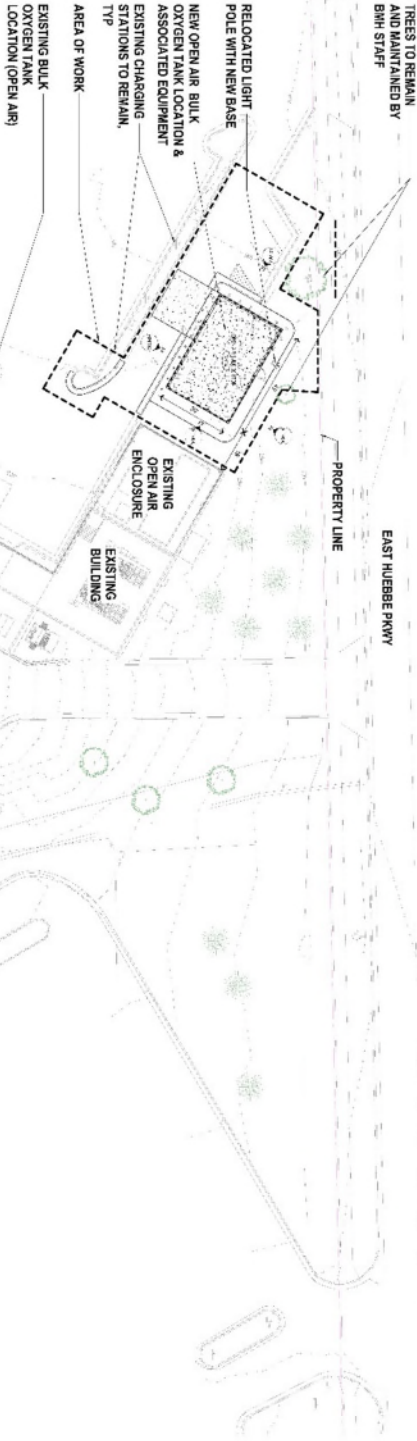 TREES TO REMAIN
AND MAINTAINED BY
BMH STAFF
RELOCATED LIGHT
POLE WITH NEW BASE
NEW OPEN AIR BULK
OXYGEN TANK LOCATION &
ASSOCIATED EQUIPMENT
EXISTING CHARGING
STATIONS TO REMAIN,
TYP
AREA OF WORK
EXISTING BULK
OXYGEN TANK
LOCATION (OPEN AIR)
EAST HUEBBE PKWY
PROPERTY LINE
EXISTING
OPEN AIR
ENCLOSURE
EXISTING
BUILDING